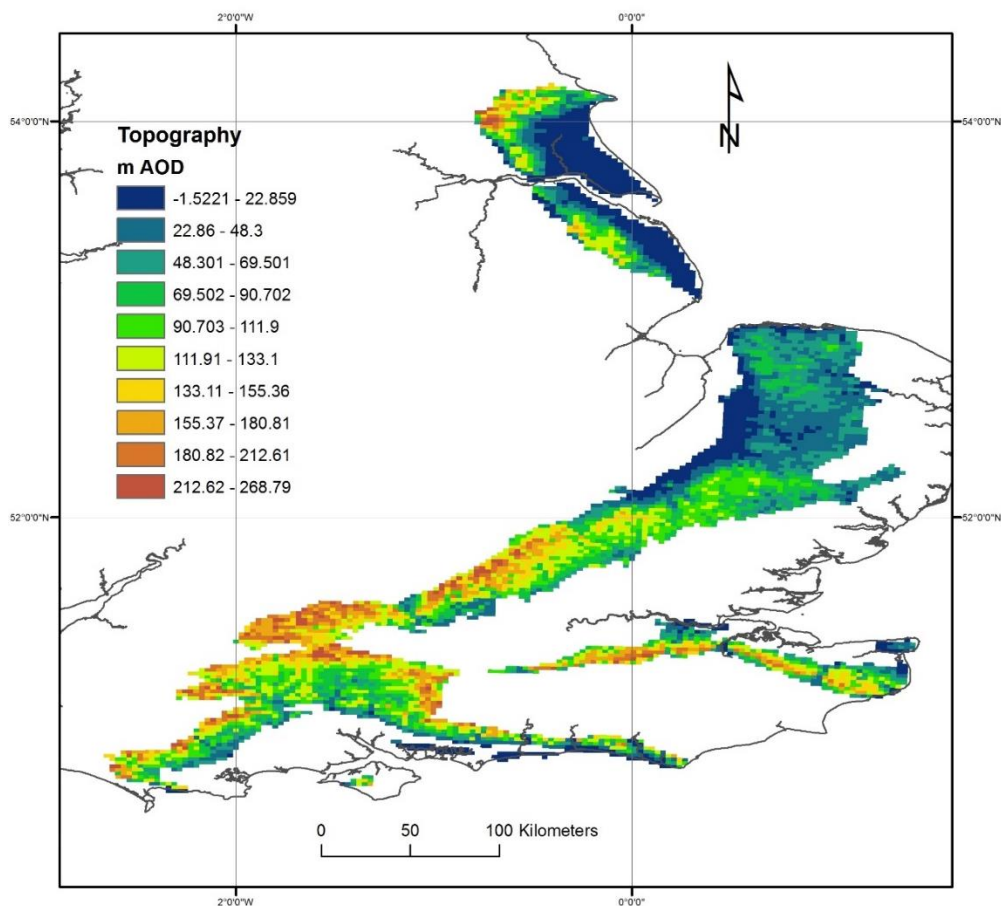 2°0'0"W
0°0'0"
54°0'0"N
54°0'0"N
Topography
m AOD
-1.5221 - 22.859
22.86 - 48.3
48.301 - 69.501
69.502 - 90.702
90.703 - 111.9
111.91 - 133.1
133.11 - 155.36
155.37 - 180.81
180.82 - 212.61
212.62 - 268.79
N
52°0'0"N
52°0'0"N
0 50 100 Kilometers
2°0'0"W
0°0'0"